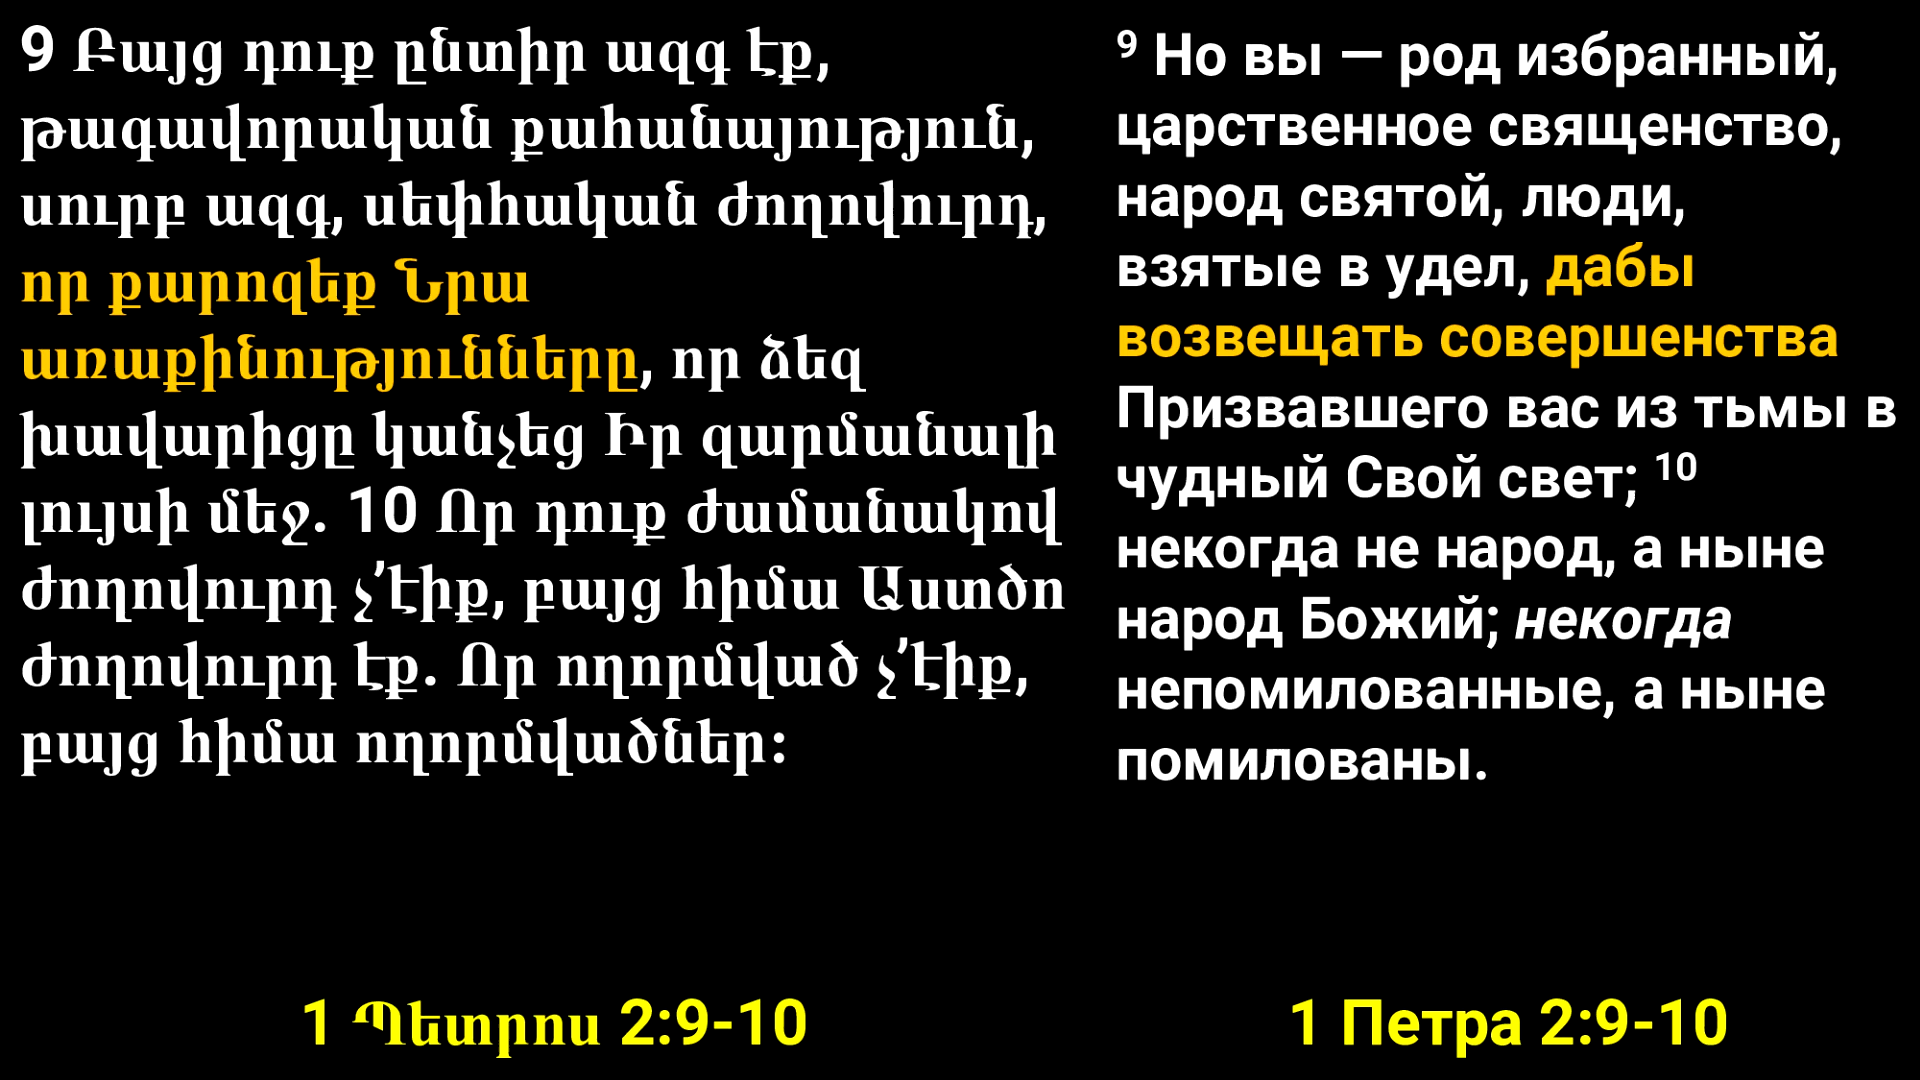 9 Բայց դուք ընտիր ազգ էք,
թագավորական քահանայություն,
սուրբ ազգ, սեփհական ժողովուրդ,
որ քարոզեք Նրա
առաքինությունները, որ ձեզ
խավարիցը կանչեց Իր զարմանալի
լույսի մեջ. 10 Որ դուք ժամանակով
ժողովուրդ չ՛էիք, բայց հիմա Աստծո
ժողովուրդ էք. Որ ողորմված չ՛էիք,
բայց հիմա ողորմվածներ:
1 Պետրոս 2:9-10
⁹ Но вы — род избранный,
царственное священство,
народ святой, люди,
взятые в удел, дабы
возвещать совершенства
Призвавшего вас из тьмы в
чудный Свой свет; ¹⁰
некогда не народ, а ныне
народ Божий; некогда
непомилованные, а ныне
помилованы.
1 Петра 2:9-10